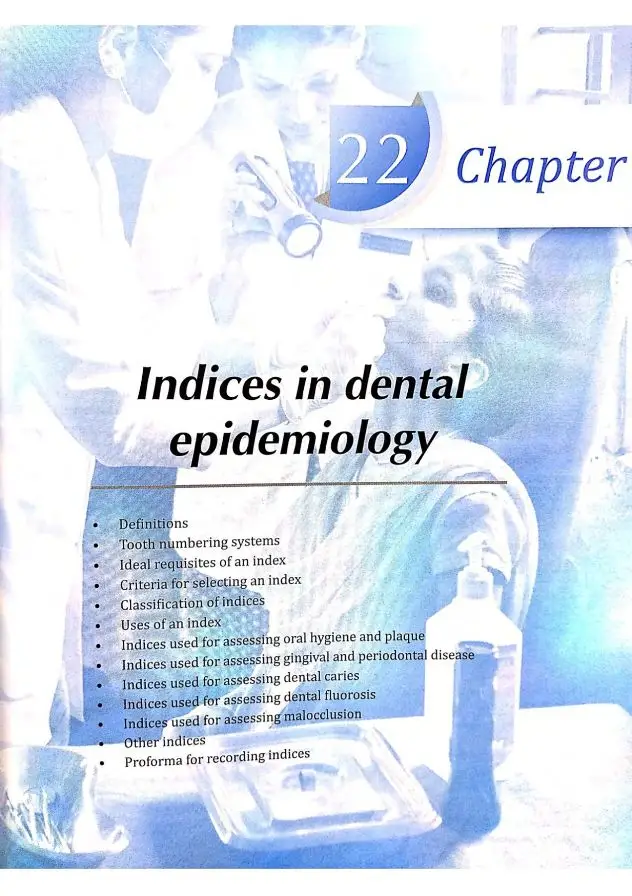 22 Chapter
Indices in dental
epidemiology
• Definitions
• Tooth numbering systems
• Ideal requisites of an index
• Criteria for selecting an index
• Classification of indices
• Uses of an index
• Indices used for assessing oral hygiene and plaque
• Indices used for assessing gingival and periodontal disease
• Indices used for assessing dental caries
• Indices used for assessing dental fluorosis
• Indices used for assessing malocclusion
• Other indices
• Proforma for recording indices